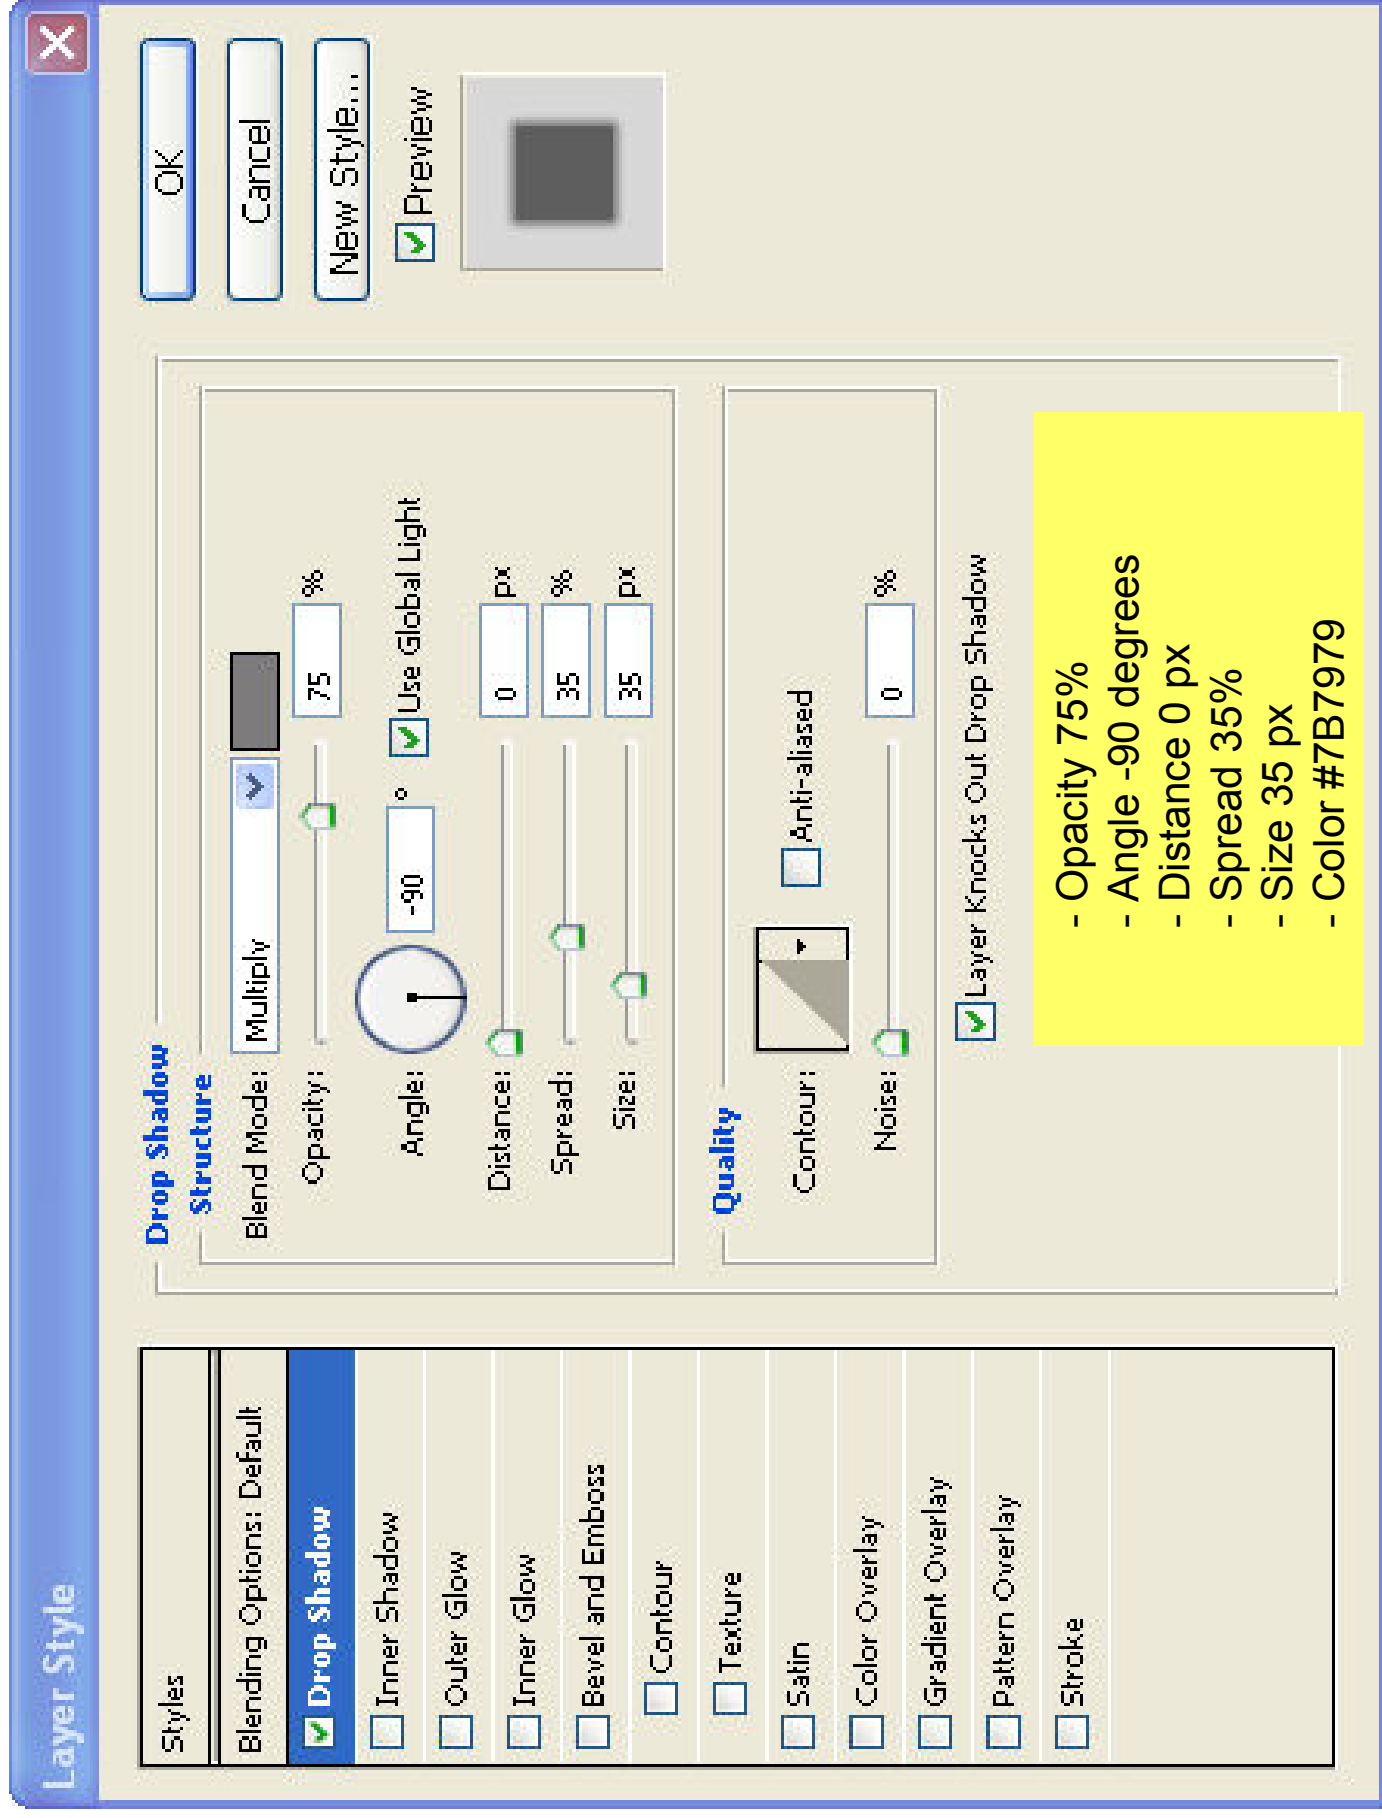 Layer Style
Styles
Blending Options: Default
Drop Shadow
Inner Shadow
Outer Glow
Inner Glow
Bevel and Emboss
Contour
Texture
Satin
Color Overlay
Gradient Overlay
Pattern Overlay
Stroke
Drop Shadow
Structure
Blend Mode: Multiply
Opacity: 75 %
Angle: -90 ° Use Global Light
Distance: 0 px
Spread: 35 %
Size: 35 px
Quality
Contour: Anti-aliased
Noise: 0 %
Layer Knocks Out Drop Shadow
- Opacity 75%
- Angle -90 degrees
- Distance 0 px
- Spread 35%
- Size 35 px
- Color #7B7979
OK
Cancel
New Style...
Preview